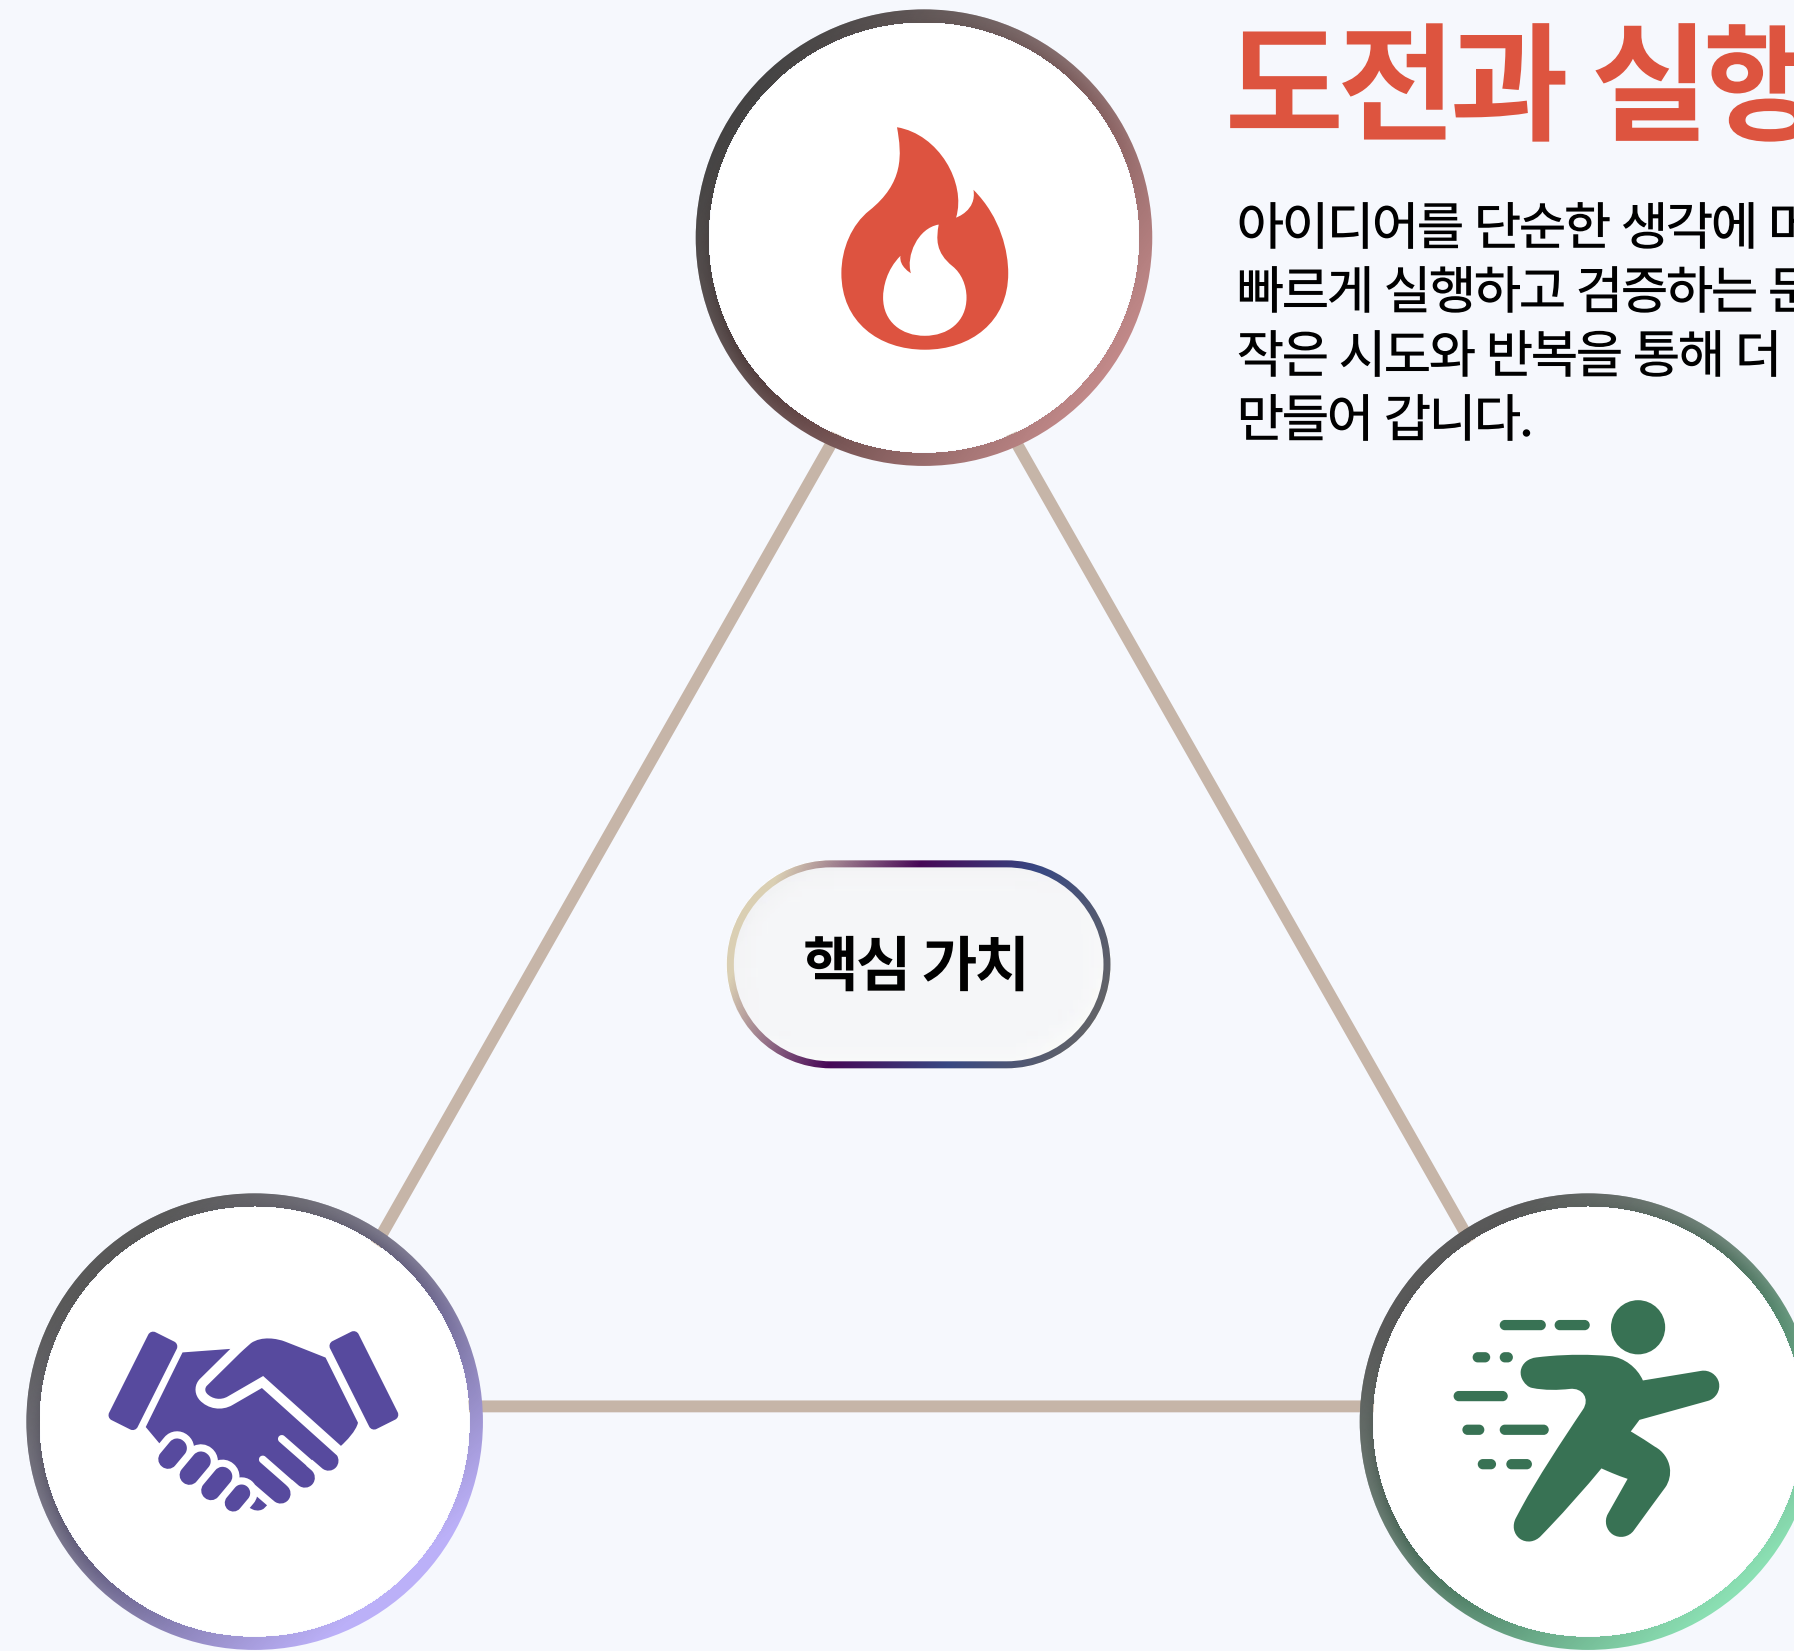 도전과 실행
아이디어를 단순한 생각에
빠르게 실행하고 검증하는
작은 시도와 반복을 통해 더
만들어 갑니다.
핵심 가치